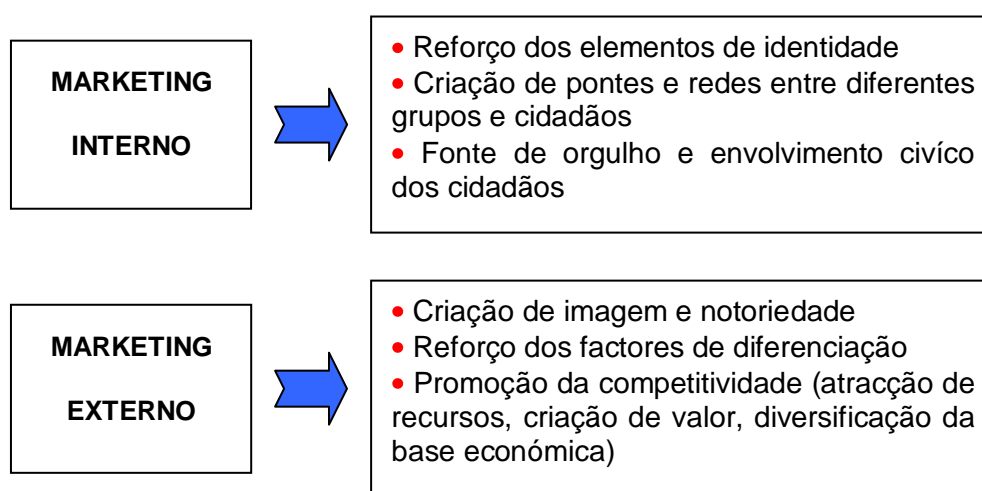 MARKETING
INTERNO
• Reforço dos elementos de identidade
• Criação de pontes e redes entre diferentes
grupos e cidadãos
• Fonte de orgulho e envolvimento civíco
dos cidadãos
MARKETING
EXTERNO
• Criação de imagem e notoriedade
• Reforço dos factores de diferenciação
• Promoção da competitividade (atracção de
recursos, criação de valor, diversificação da
base económica)